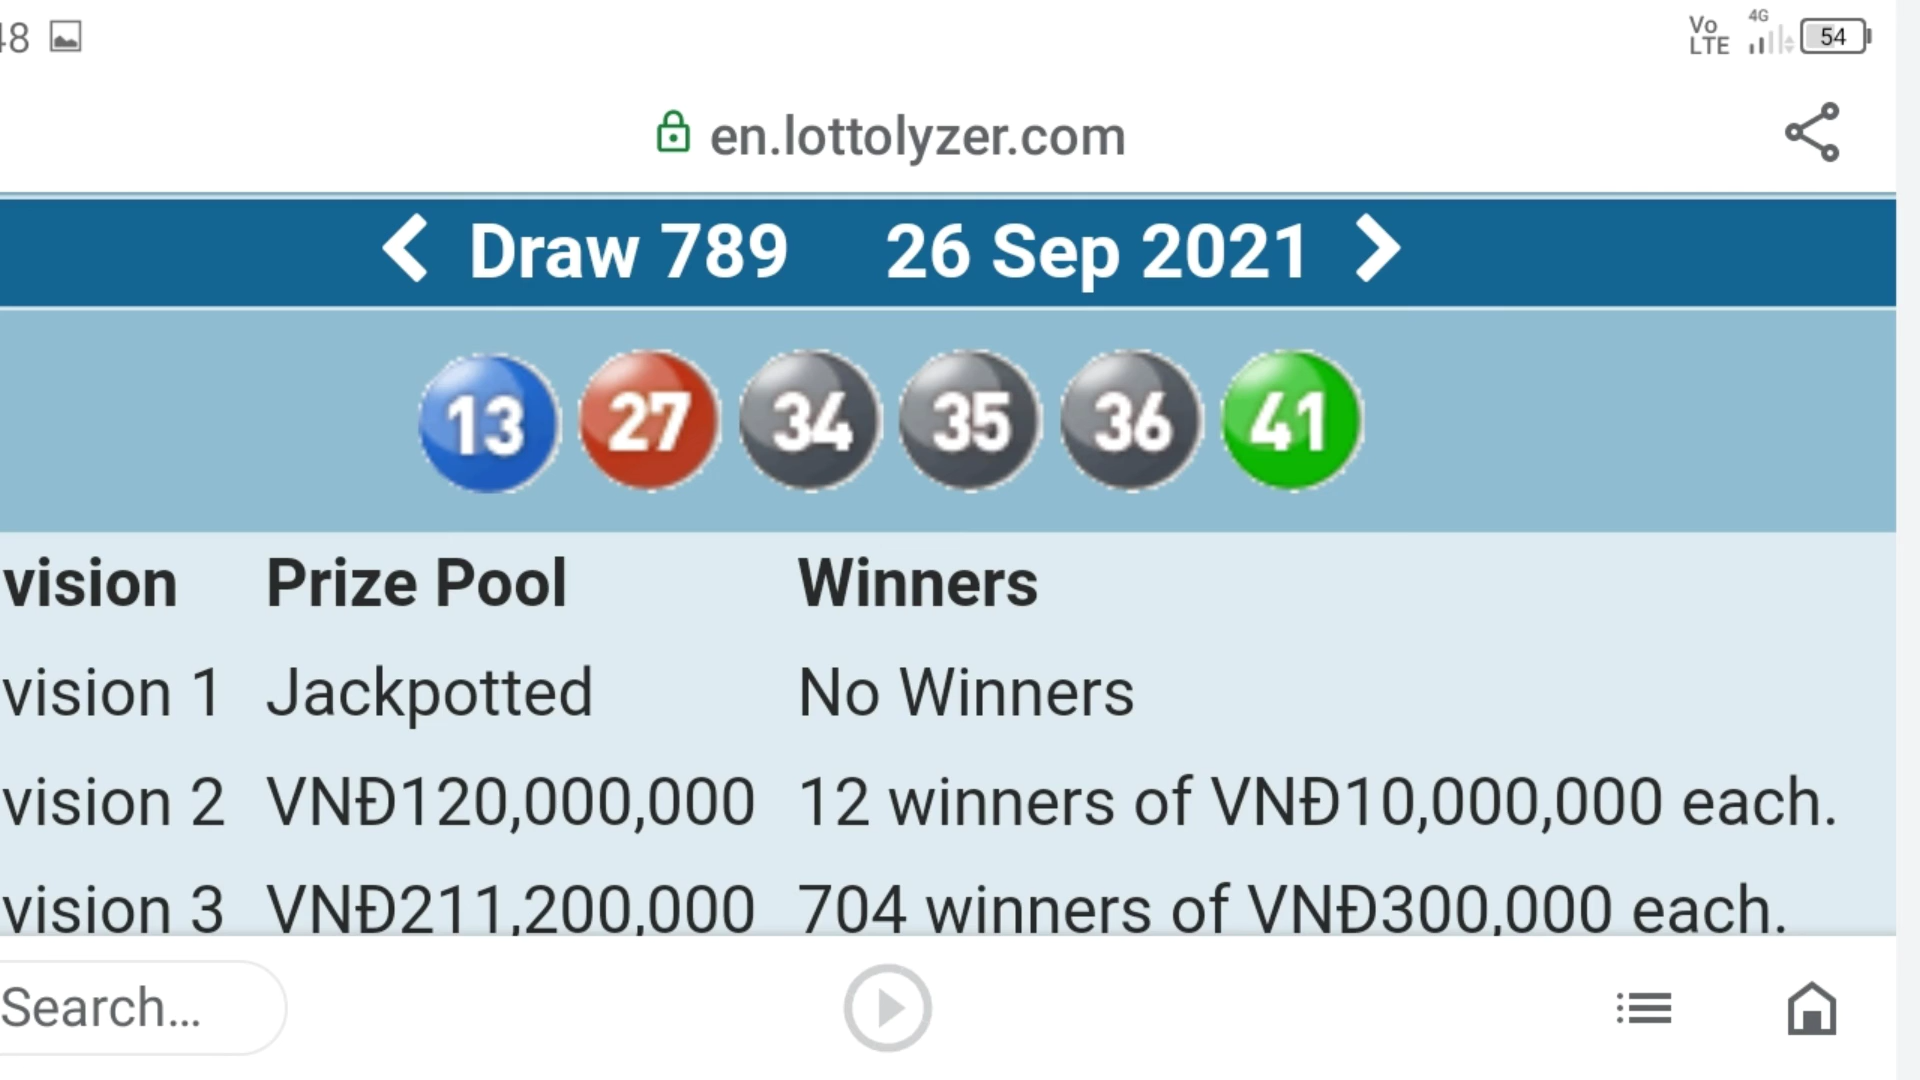 48
Vo LTE 4G 54
en.lottolyzer.com
Draw 789 26 Sep 2021
13 27 34 35 36 41
vision Prize Pool Winners
vision 1 Jackpotted No Winners
vision 2 VNĐ120,000,000 12 winners of VNĐ10,000,000 each.
vision 3 VNĐ211,200,000 704 winners of VNĐ300,000 each.
Search...